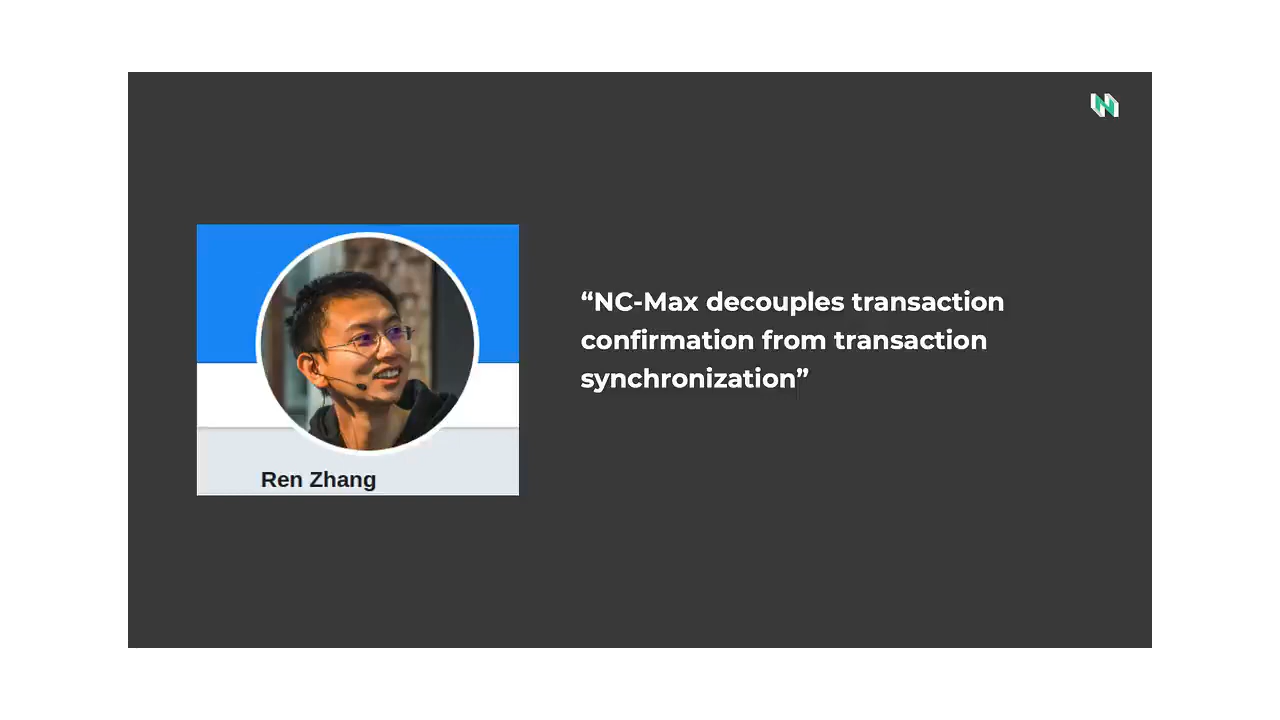 “NC-Max decouples transaction
confirmation from transaction
synchronization”
Ren Zhang